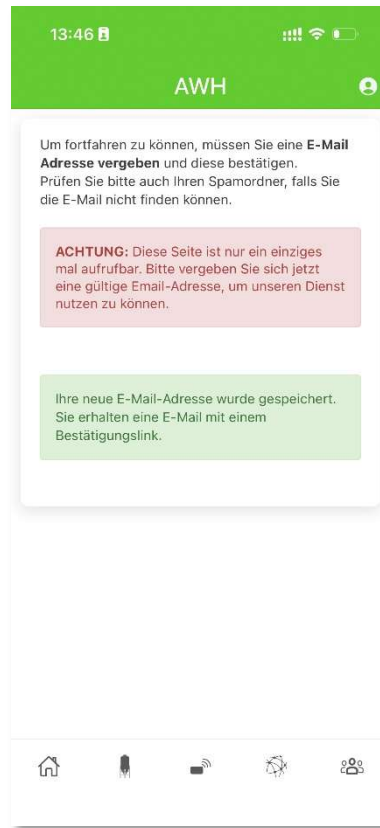 13:46
AWH
Um fortfahren zu können, müssen Sie eine E-Mail
Adresse vergeben und diese bestätigen.
Prüfen Sie bitte auch Ihren Spamordner, falls Sie
die E-Mail nicht finden können.
ACHTUNG: Diese Seite ist nur ein einziges
mal aufrufbar. Bitte vergeben Sie sich jetzt
eine gültige Email-Adresse, um unseren Dienst
nutzen zu können.
Ihre neue E-Mail-Adresse wurde gespeichert.
Sie erhalten eine E-Mail mit einem
Bestätigungslink.